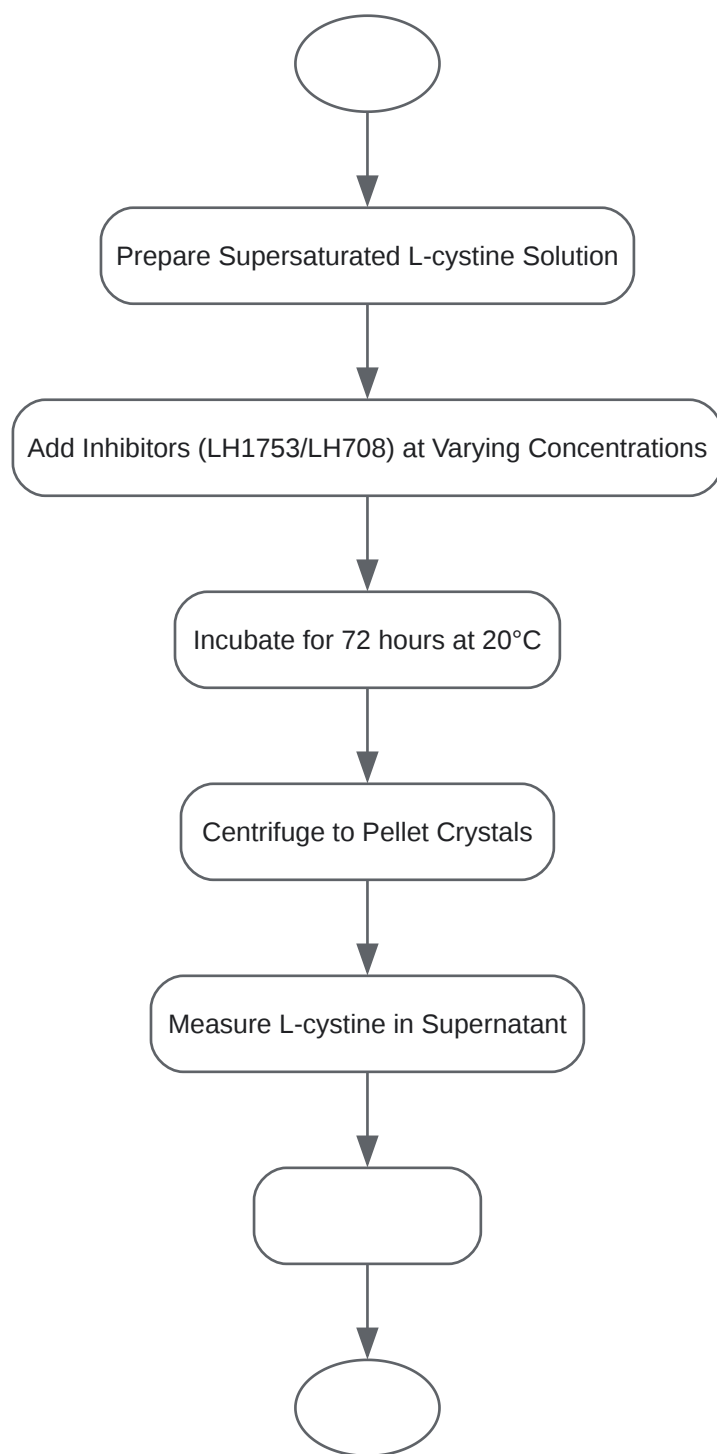 Prepare Supersaturated L-cystine Solution
Add Inhibitors (LH1753/LH708) at Varying Concentrations
Incubate for 72 hours at 20°C
Centrifuge to Pellet Crystals
Measure L-cystine in Supernatant